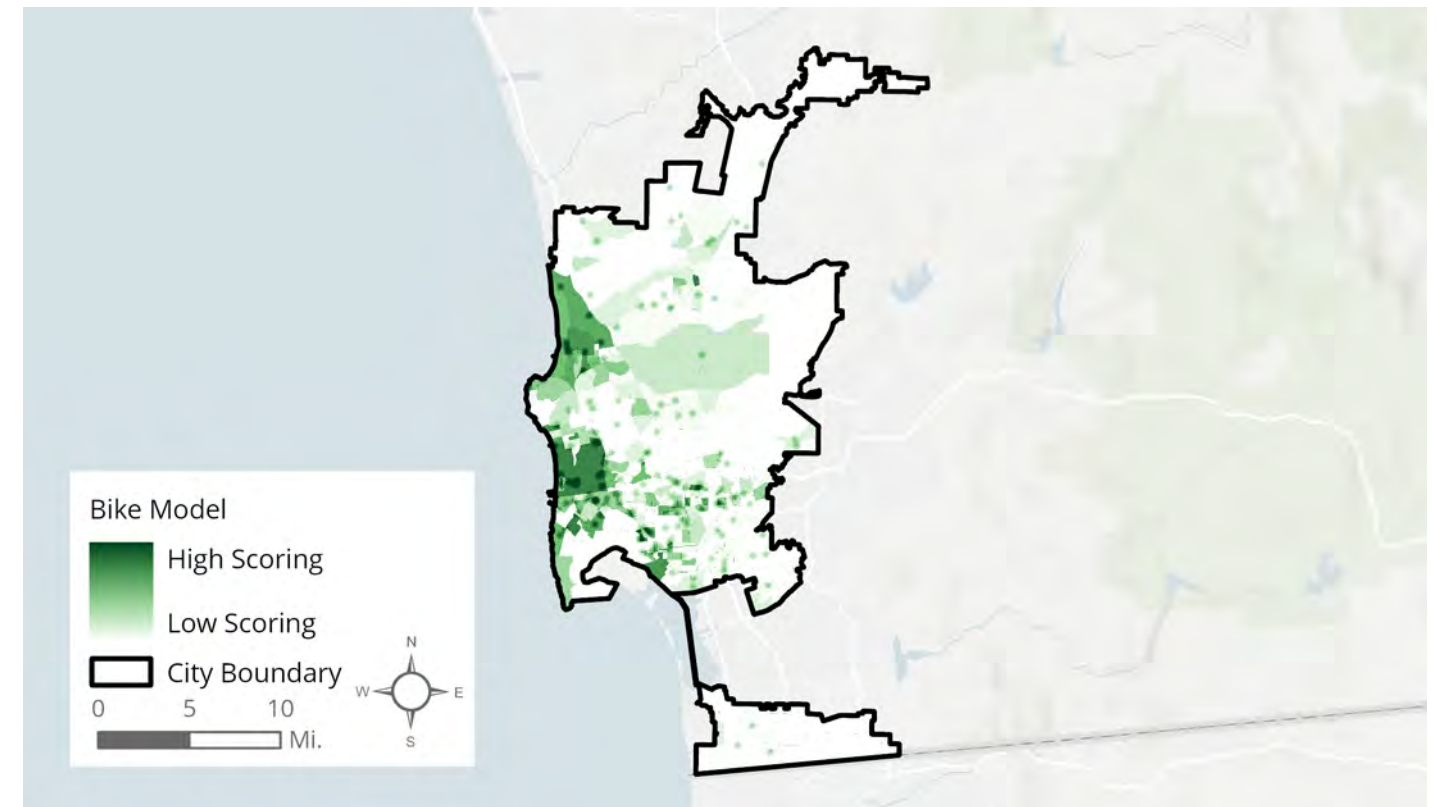 Bike Model
High Scoring
Low Scoring
City Boundary
0 5 10
Mi.
N
W E
S